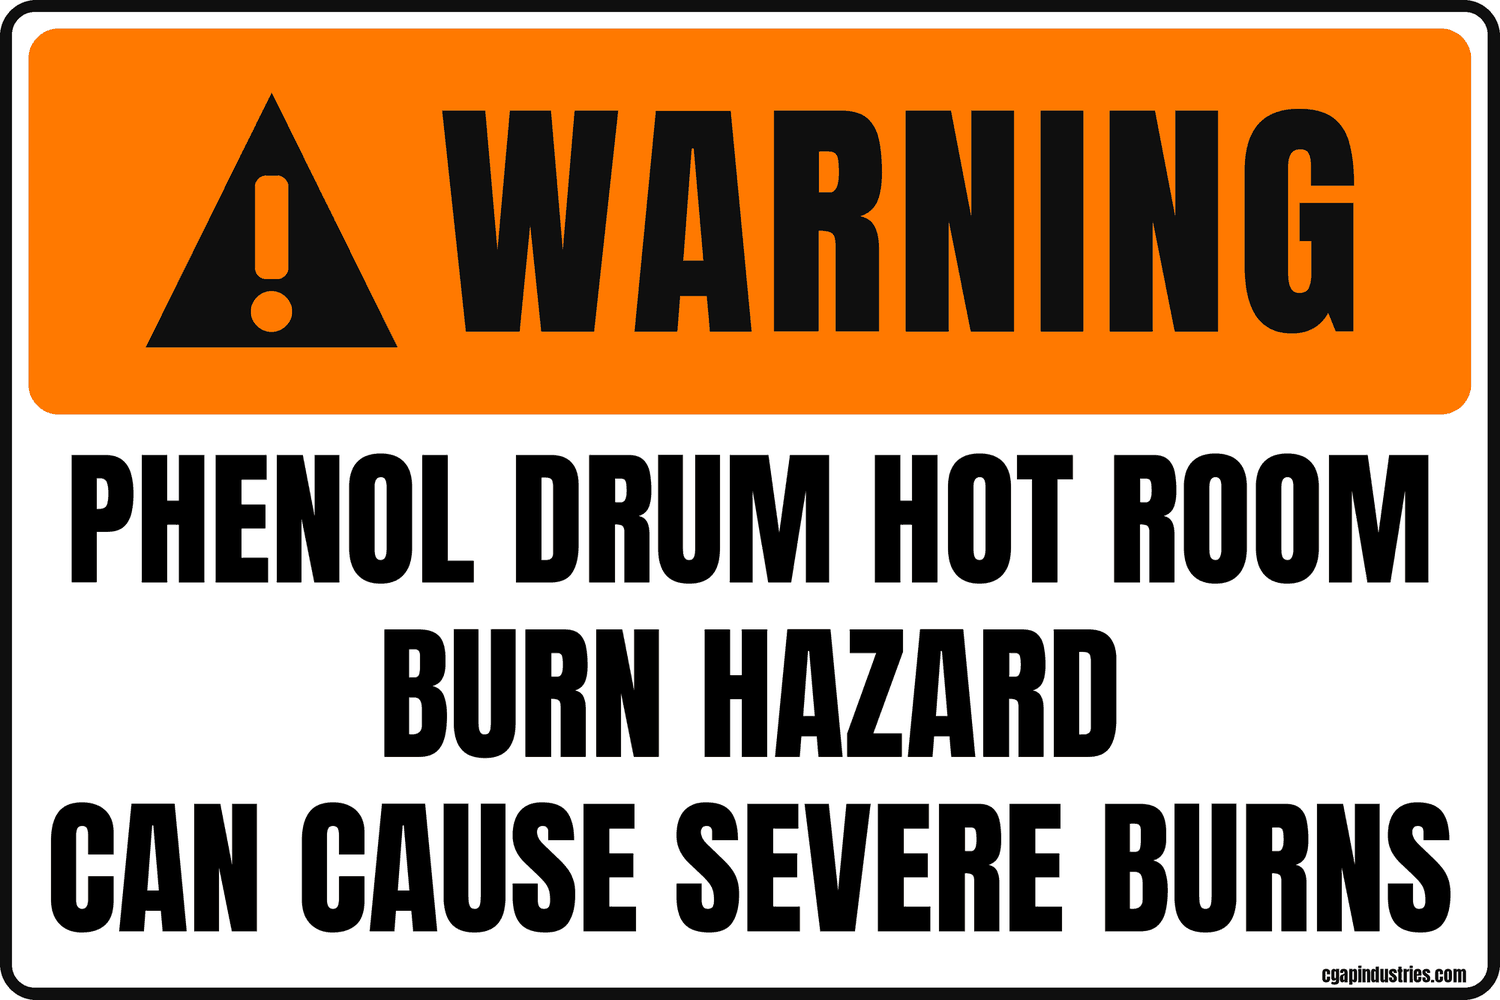 WARNING
PHENOL DRUM HOT ROOM
BURN HAZARD
CAN CAUSE SEVERE BURNS
cgapindustries.com